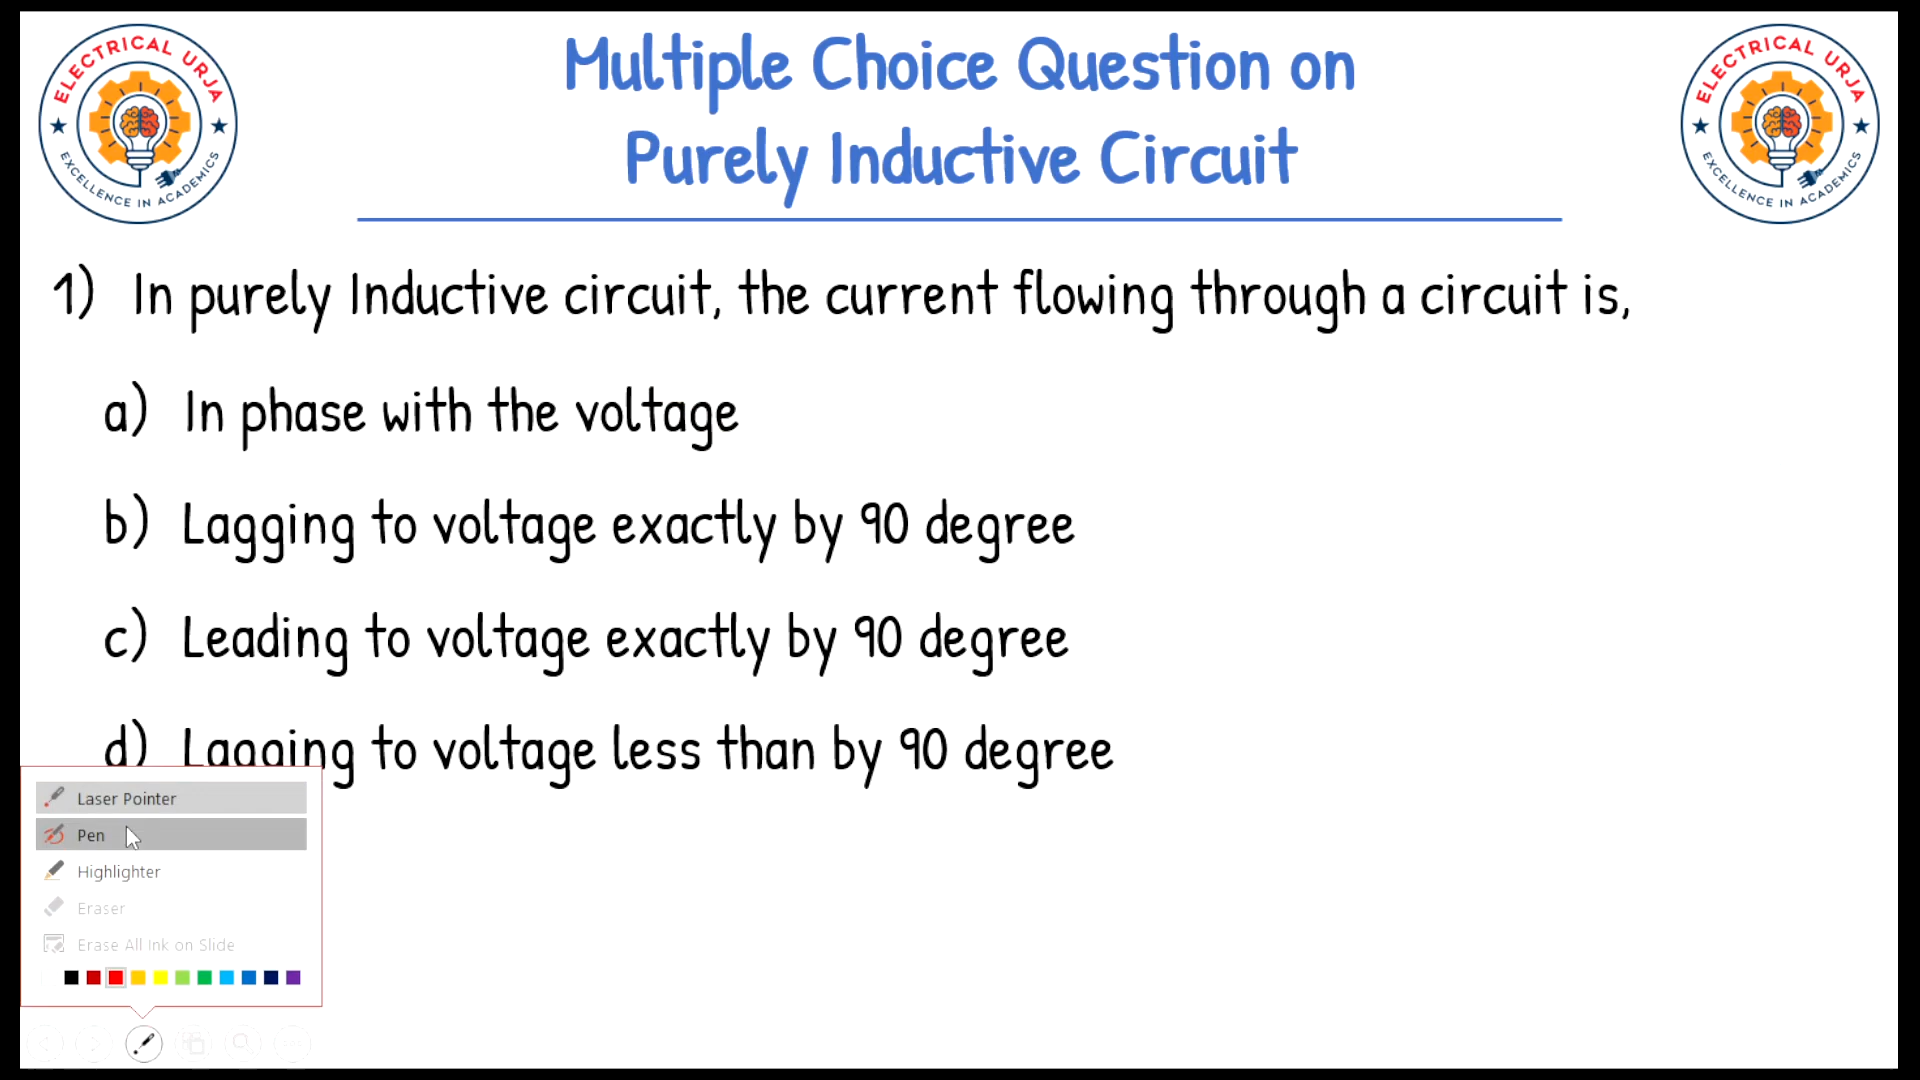 ELECTRICAL URJA
EXCELLENCE IN ACADEMICS
Multiple Choice Question on
Purely Inductive Circuit
ELECTRICAL URJA
EXCELLENCE IN ACADEMICS
1) In purely Inductive circuit, the current flowing through a circuit is,
a) In phase with the voltage
b) Lagging to voltage exactly by 90 degree
c) Leading to voltage exactly by 90 degree
d) Lagging to voltage less than by 90 degree
Laser Pointer
Pen
Highlighter
Eraser
Erase All Ink on Slide